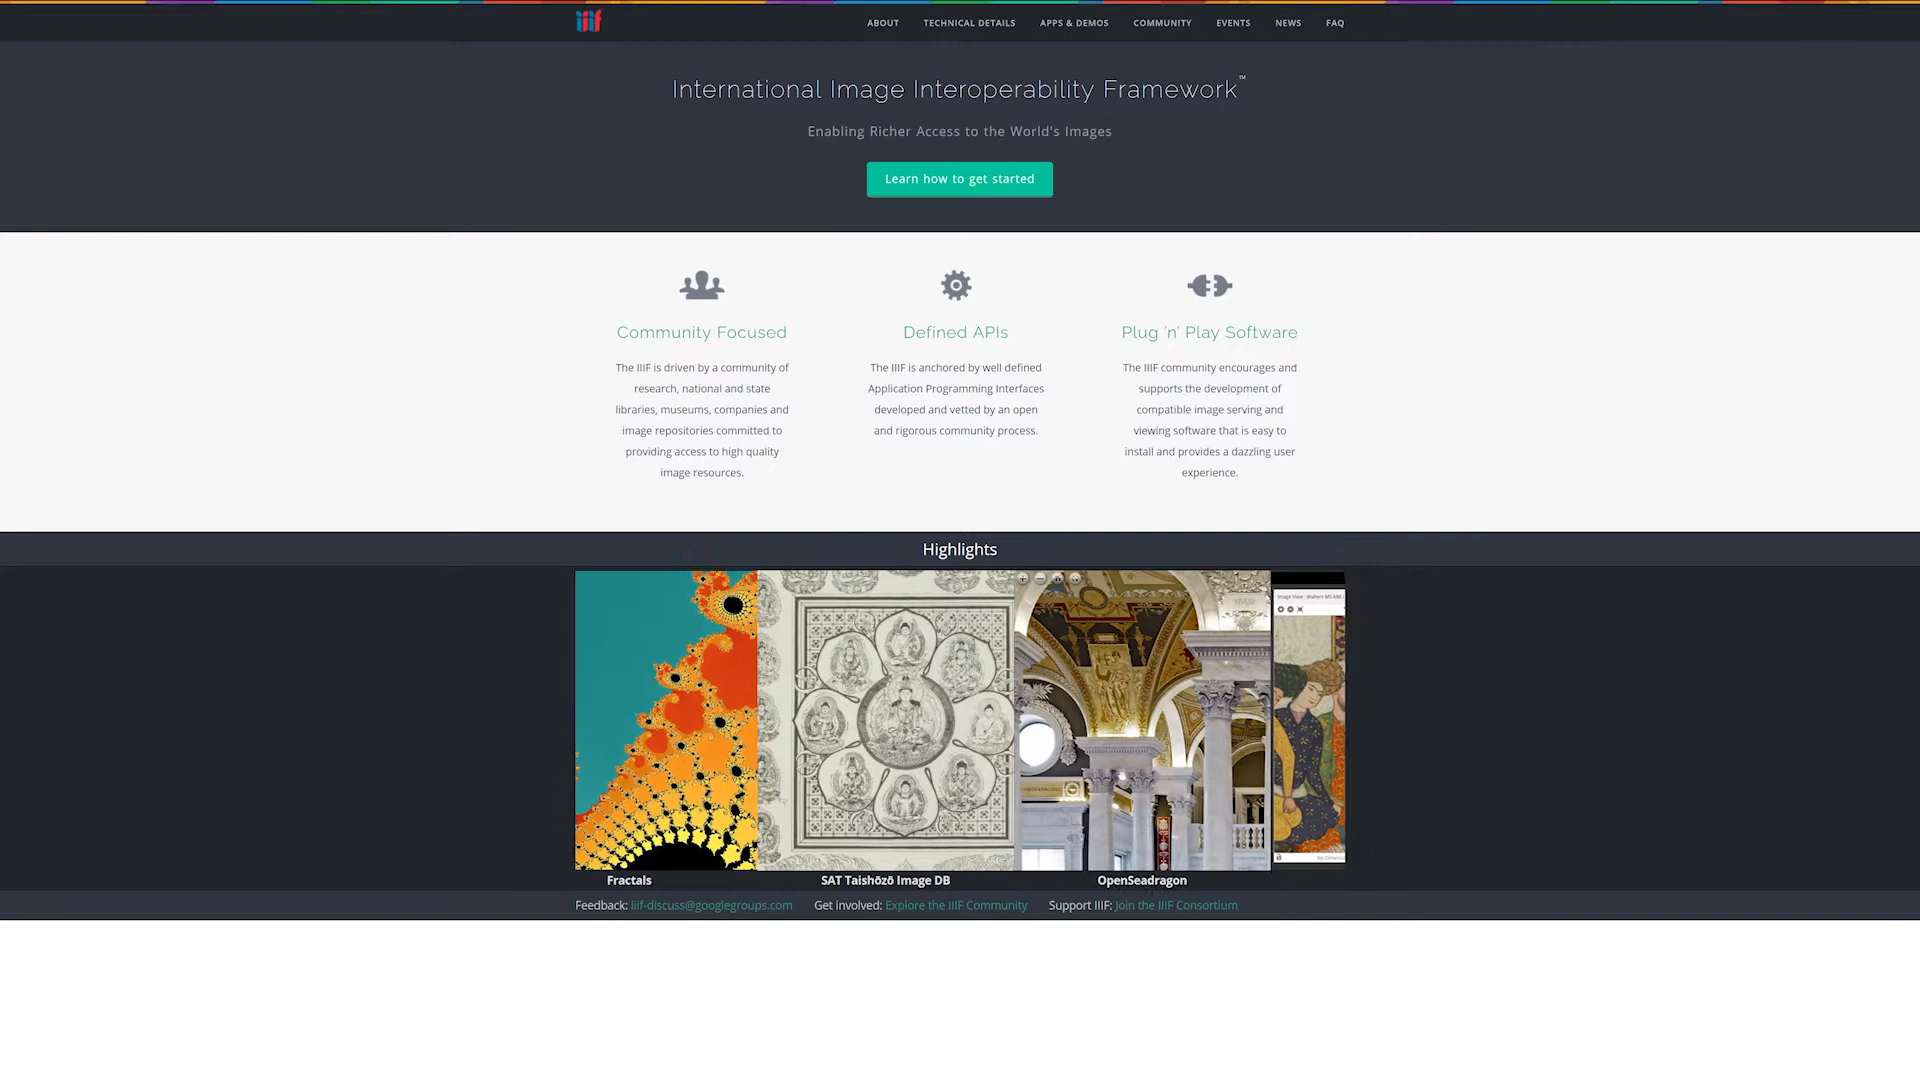 iiif
ABOUT TECHNICAL DETAILS APPS & DEMOS COMMUNITY EVENTS NEWS FAQ
International Image Interoperability Framework™
Enabling Richer Access to the World's Images
Learn how to get started
Community Focused
The IIIF is driven by a community of
research, national and state
libraries, museums, companies and
image repositories committed to
providing access to high quality
image resources.
Defined APIs
The IIIF is anchored by well defined
Application Programming Interfaces
developed and vetted by an open
and rigorous community process.
Plug 'n' Play Software
The IIIF community encourages and
supports the development of
compatible image serving and
viewing software that is easy to
install and provides a dazzling user
experience.
Highlights
Image View : Walters MS 688
Fractals
SAT Taishōzō Image DB
OpenSeadragon
Feedback: iiif-discuss@googlegroups.com Get involved: Explore the IIIF Community Support IIIF: Join the IIIF Consortium